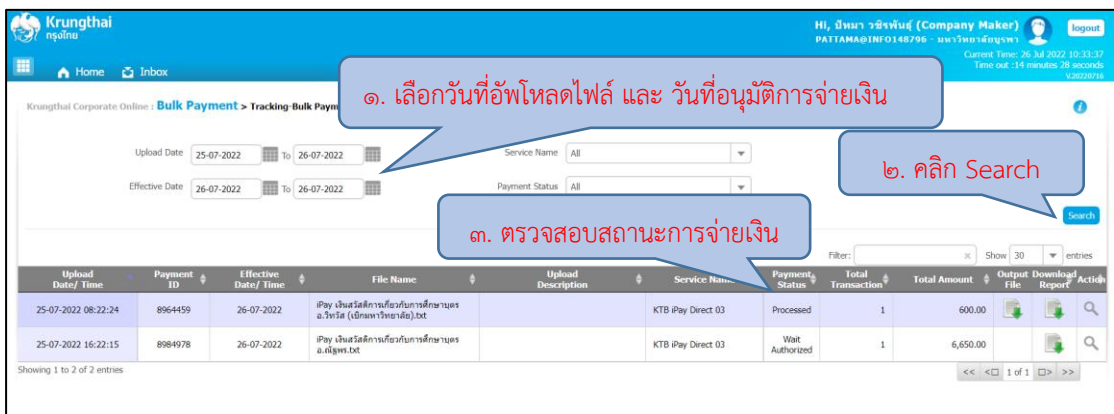 Krungthai
กรุงไทย
Hi, ปัทมา วชิรพันธุ์ (Company Maker)
PATTAMA@INFO148796 - มหาวิทยาลัยบูรพา
logout
Current Time: 26 Jul 2022 10:33:37
Time out :14 minutes 28 seconds
V.20220716
Home Inbox
Krungthai Corporate Online : Bulk Payment > Tracking-Bulk Paym
๑. เลือกวันที่อัพโหลดไฟล์ และ วันที่อนุมัติการจ่ายเงิน
Upload Date 25-07-2022 To 26-07-2022 Service Name All
๒. คลิก Search
Effective Date 26-07-2022 To 26-07-2022 Payment Status All
Search
๓. ตรวจสอบสถานะการจ่ายเงิน
Filter: Show 30 entries
Upload Date/ Time Payment ID Effective Date/ Time File Name Upload Description Service Name Payment Status Total Transaction Total Amount Output File Download Report Action
25-07-2022 08:22:24 8964459 26-07-2022 iPay เงินสวัสดิการเกี่ยวกับการศึกษาบุตร อ.วิทวัส (เบิกมหาวิทยาลัย).txt KTB iPay Direct 03 Processed 1 600.00
25-07-2022 16:22:15 8984978 26-07-2022 iPay เงินสวัสดิการเกี่ยวกับการศึกษาบุตร อ.ณัฐพร.txt KTB iPay Direct 03 Wait Authorized 1 6,650.00
Showing 1 to 2 of 2 entries
<< < 1 of 1 > >>